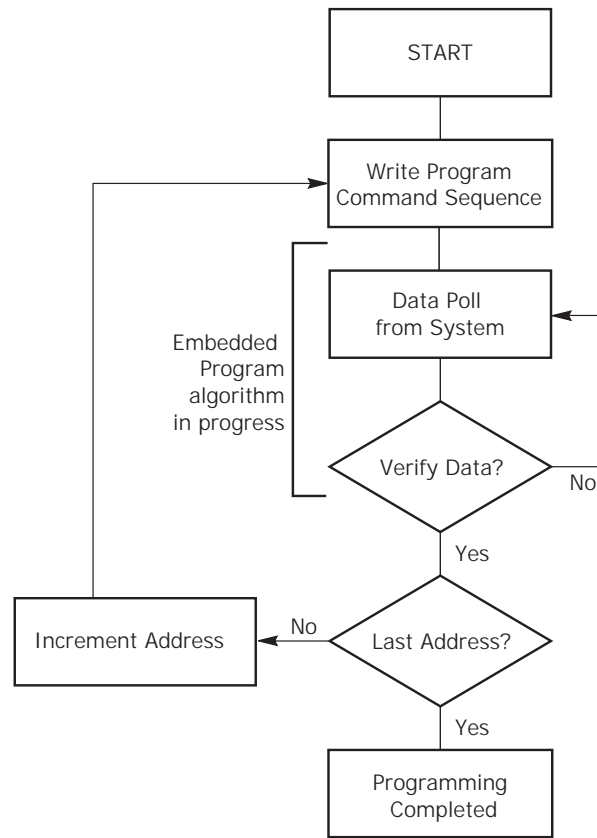 START
Write Program
Command Sequence
Data Poll
from System
Embedded
Program
algorithm
in progress
Verify Data?
No
Yes
Increment Address
No
Last Address?
Yes
Programming
Completed